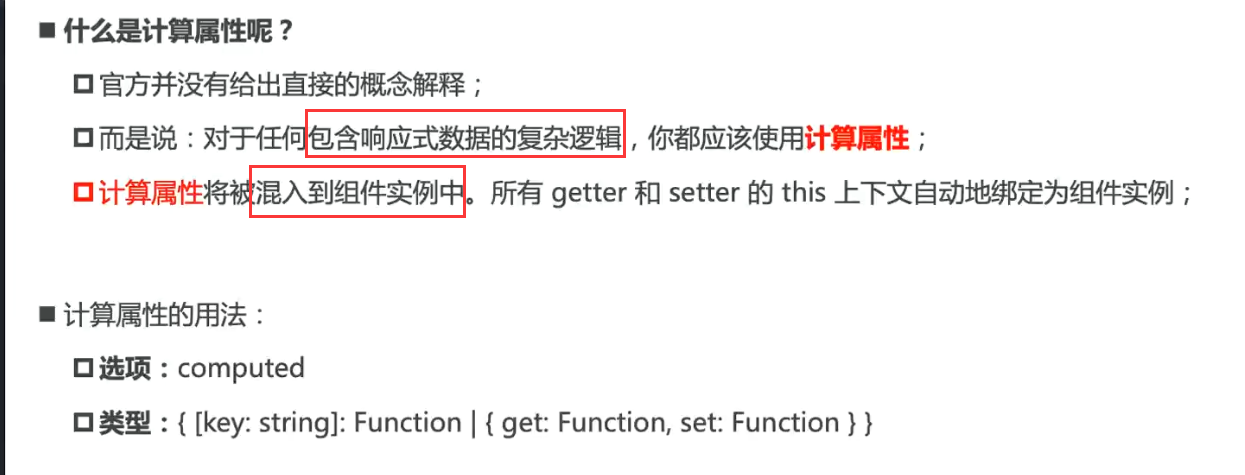 什么是计算属性呢？
官方并没有给出直接的概念解释；
而是说：对于任何包含响应式数据的复杂逻辑，你都应该使用计算属性；
计算属性将被混入到组件实例中。所有 getter 和 setter 的 this 上下文自动地绑定为组件实例；
计算属性的用法：
选项：computed
类型：{ [key: string]: Function | { get: Function, set: Function } }